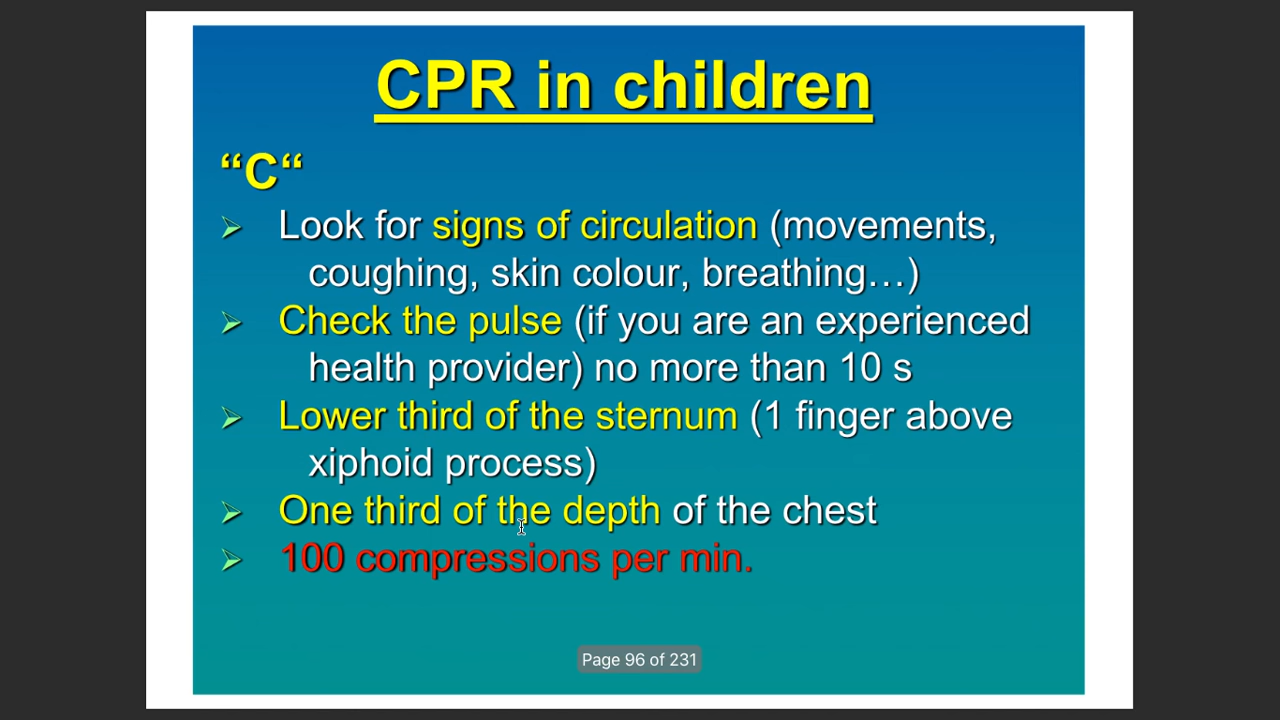 CPR in children
“C“
Look for signs of circulation (movements,
coughing, skin colour, breathing…)
Check the pulse (if you are an experienced
health provider) no more than 10 s
Lower third of the sternum (1 finger above
xiphoid process)
One third of the depth of the chest
100 compressions per min.
Page 96 of 231